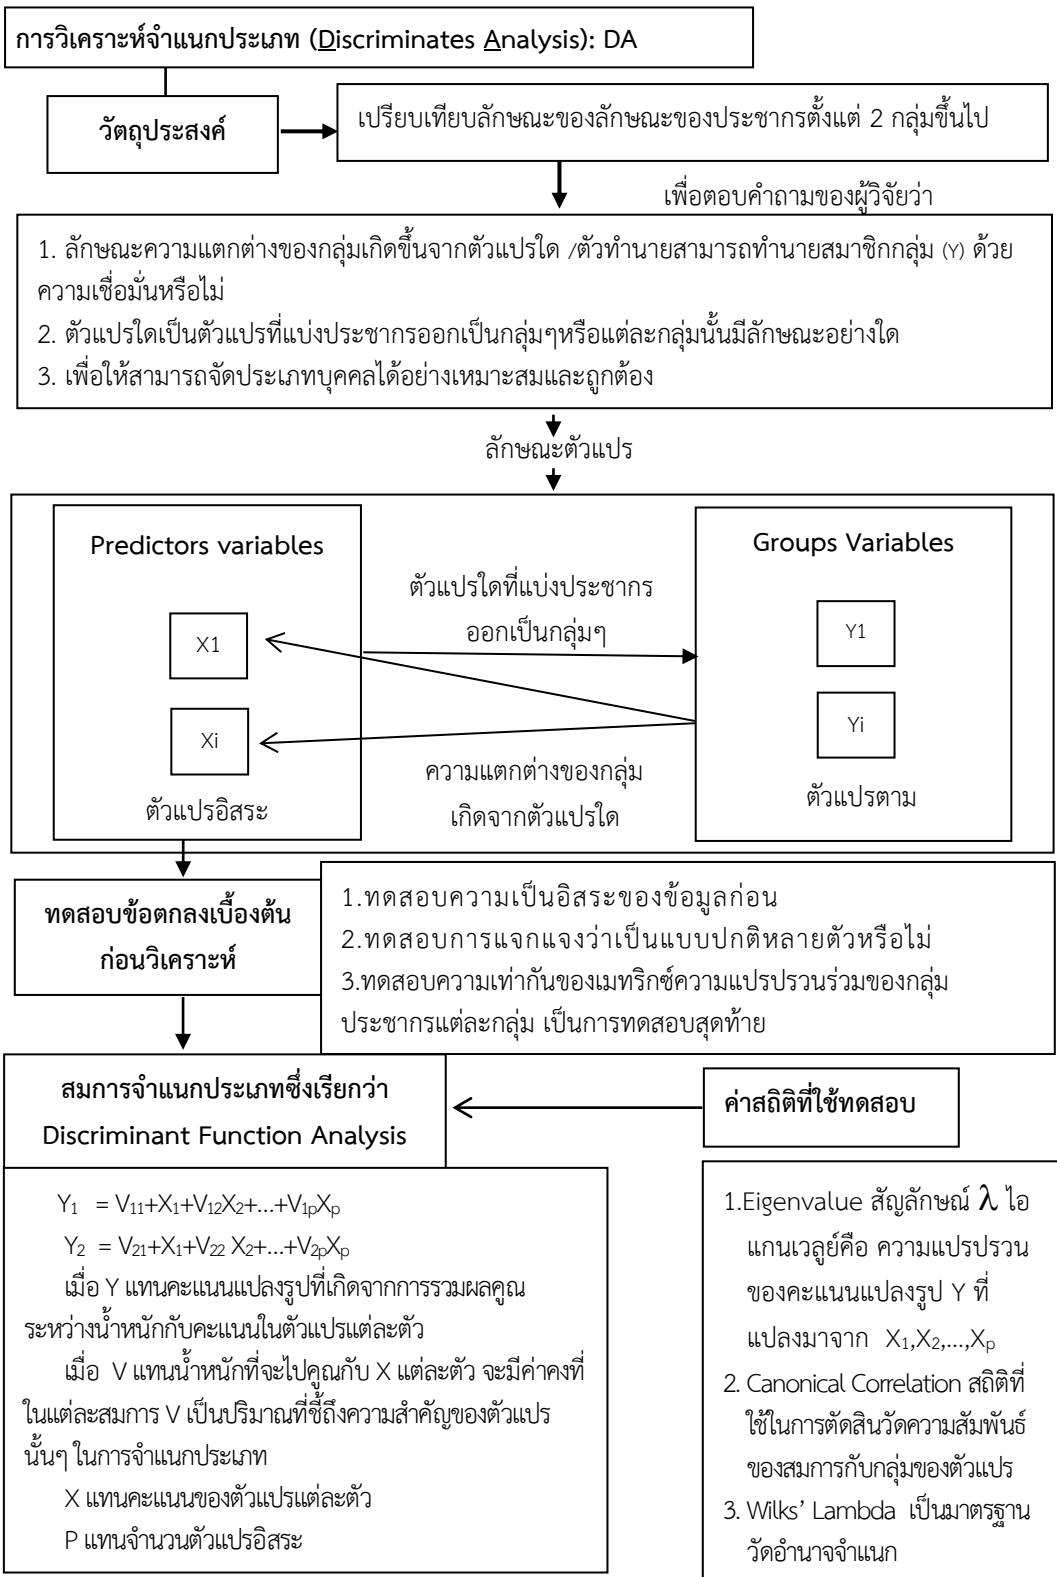 การวิเคราะห์จำแนกประเภท (Discriminates Analysis): DA
วัตถุประสงค์
เปรียบเทียบลักษณะของลักษณะของประชากรตั้งแต่ 2 กลุ่มขึ้นไป
เพื่อตอบคำถามของผู้วิจัยว่า
1. ลักษณะความแตกต่างของกลุ่มเกิดขึ้นจากตัวแปรใด /ตัวทำนายสามารถทำนายสมาชิกกลุ่ม (Y) ด้วย
ความเชื่อมั่นหรือไม่
2. ตัวแปรใดเป็นตัวแปรที่แบ่งประชากรออกเป็นกลุ่มๆหรือแต่ละกลุ่มนั้นมีลักษณะอย่างใด
3. เพื่อให้สามารถจัดประเภทบุคคลได้อย่างเหมาะสมและถูกต้อง
ลักษณะตัวแปร
Predictors variables
X1
Xi
ตัวแปรอิสระ
ตัวแปรใดที่แบ่งประชากร
ออกเป็นกลุ่มๆ
ความแตกต่างของกลุ่ม
เกิดจากตัวแปรใด
Groups Variables
Y1
Yi
ตัวแปรตาม
ทดสอบข้อตกลงเบื้องต้น
ก่อนวิเคราะห์
1.ทดสอบความเป็นอิสระของข้อมูลก่อน
2.ทดสอบการแจกแจงว่าเป็นแบบปกติหลายตัวหรือไม่
3.ทดสอบความเท่ากันของเมทริกซ์ความแปรปรวนร่วมของกลุ่ม
ประชากรแต่ละกลุ่ม เป็นการทดสอบสุดท้าย
สมการจำแนกประเภทซึ่งเรียกว่า
Discriminant Function Analysis
Y₁ = V₁₁+X₁+V₁₂X₂+...+V₁ₚXₚ
Y₂ = V₂₁+X₁+V₂₂ X₂+...+V₂ₚXₚ
เมื่อ Y แทนคะแนนแปลงรูปที่เกิดจากการรวมผลคูณ
ระหว่างน้ำหนักกับคะแนนในตัวแปรแต่ละตัว
เมื่อ V แทนน้ำหนักที่จะไปคูณกับ X แต่ละตัว จะมีค่าคงที่
ในแต่ละสมการ V เป็นปริมาณที่ชี้ถึงความสำคัญของตัวแปร
นั้นๆ ในการจำแนกประเภท
X แทนคะแนนของตัวแปรแต่ละตัว
P แทนจำนวนตัวแปรอิสระ
ค่าสถิติที่ใช้ทดสอบ
1.Eigenvalue สัญลักษณ์ λ ไอ
แกนเวลูย์คือ ความแปรปรวน
ของคะแนนแปลงรูป Y ที่
แปลงมาจาก X₁,X₂,...,Xₚ
2. Canonical Correlation สถิติที่
ใช้ในการตัดสินวัดความสัมพันธ์
ของสมการกับกลุ่มของตัวแปร
3. Wilks' Lambda เป็นมาตรฐาน
วัดอำนาจจำแนก